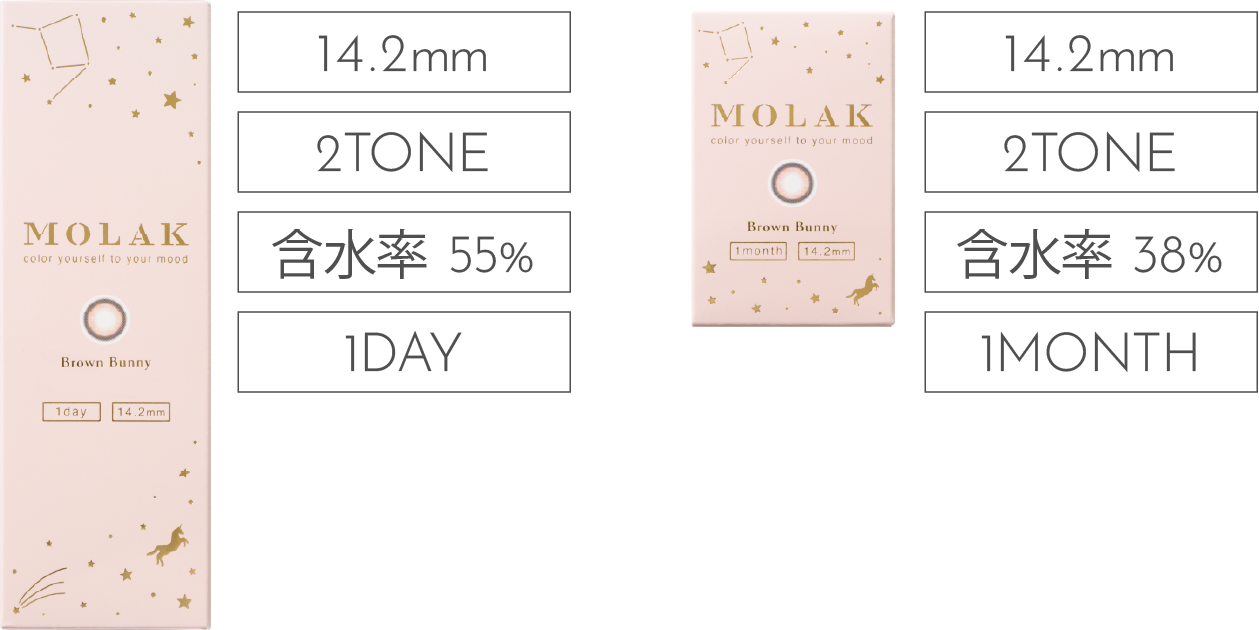 MOLAK
color yourself to your mood
Brown Bunny
1day
14.2mm
14.2mm
2TONE
含水率 55%
1DAY
MOLAK
color yourself to your mood
Brown Bunny
1month
14.2mm
14.2mm
2TONE
含水率 38%
1MONTH